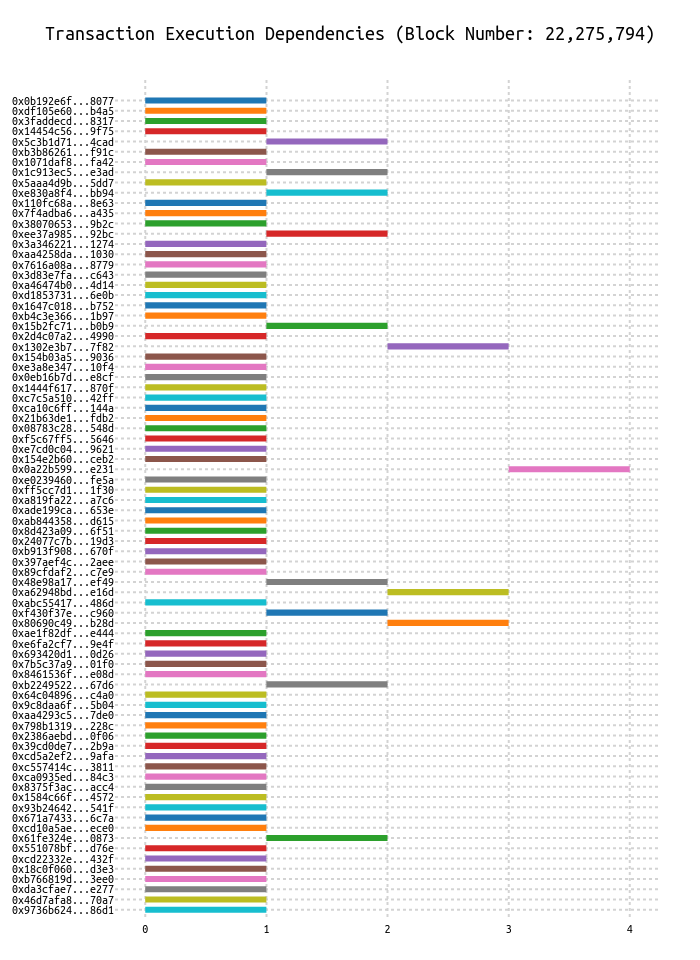 Transaction Execution Dependencies (Block Number: 22,275,794)
0x0b192e6f...8077
0xdf105e60...b4a5
0x3faddecd...8317
0x14454c56...9f75
0x5c3b1d71...4cad
0xb3b86261...f91c
0x1071daf8...fa42
0x1c913ec5...e3ad
0x5aaa4d9b...5dd7
0xe830a8f4...bb94
0x110fc68a...8e63
0x7f4adba6...a435
0x38070653...9b2c
0xee37a985...92bc
0x3a346221...1274
0xaa4258da...1030
0x7616a08a...8779
0x3d83e7fa...c643
0xa46474b0...4d14
0xd1853731...6e0b
0x1647c018...b752
0xb4c3e366...1b97
0x15b2fc71...b0b9
0x2d4c07a2...4990
0x1302e3b7...7f82
0x154b03a5...9036
0xe3a8e347...10f4
0x0eb16b7d...e8cf
0x1444f617...870f
0xc7c5a510...42ff
0xca10c6ff...144a
0x21b63de1...fdb2
0x08783c28...548d
0xf5c67ff5...5646
0xe7cd0c04...9621
0x154e2b60...ceb2
0x0a22b599...e231
0xe0239460...fe5a
0xff5cc7d1...1f30
0xa819fa22...a7c6
0xade199ca...653e
0xab844358...d615
0x8d423a09...6f51
0x24077c7b...19d3
0xb913f908...670f
0x397aef4c...2aee
0x89cfdaf2...c7e9
0x48e98a17...ef49
0xa62948bd...e16d
0xabc55417...486d
0xf430f37e...c960
0x80690c49...b28d
0xae1f82df...e444
0xe6fa2cf7...9e4f
0x693420d1...0d26
0x7b5c37a9...01f0
0x8461536f...e08d
0xb2249522...67d6
0x64c04896...c4a0
0x9c8daa6f...5b04
0xaa4293c5...7de0
0x798b1319...228c
0x2386aebd...0f06
0x39cd0de7...2b9a
0xcd5a2ef2...9afa
0xc557414c...3811
0xca0935ed...84c3
0x8375f3ac...acc4
0x1584c66f...4572
0x93b24642...541f
0x671a7433...6c7a
0xcd10a5ae...ece0
0x61fe324e...0873
0x551078bf...d76e
0xcd22332e...432f
0x18c0f060...d3e3
0xb766819d...3ee0
0xda3cfae7...e277
0x46d7afa8...70a7
0x9736b624...86d1
0 1 2 3 4